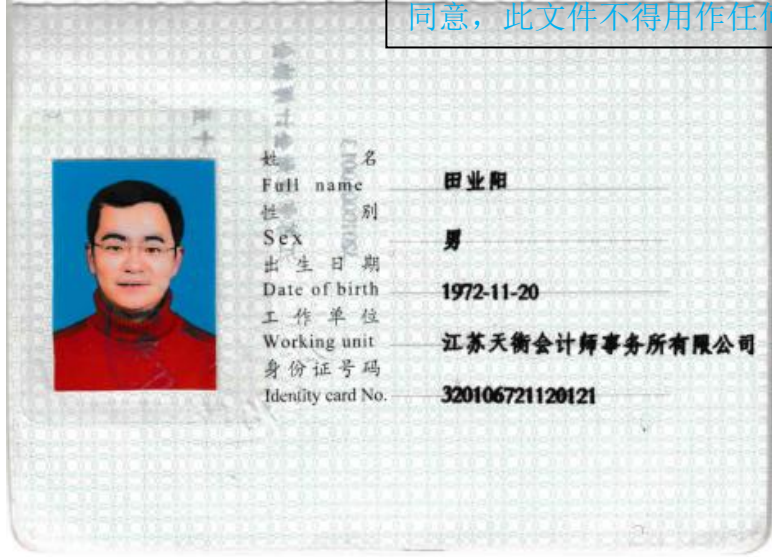 同意，此文件不得用作任何
姓 名
Full name
田业阳
性 别
Sex
男
出 生 日 期
Date of birth
1972-11-20
工 作 单 位
Working unit
江苏天衡会计师事务所有限公司
身 份 证 号 码
Identity card No.
320106721120121